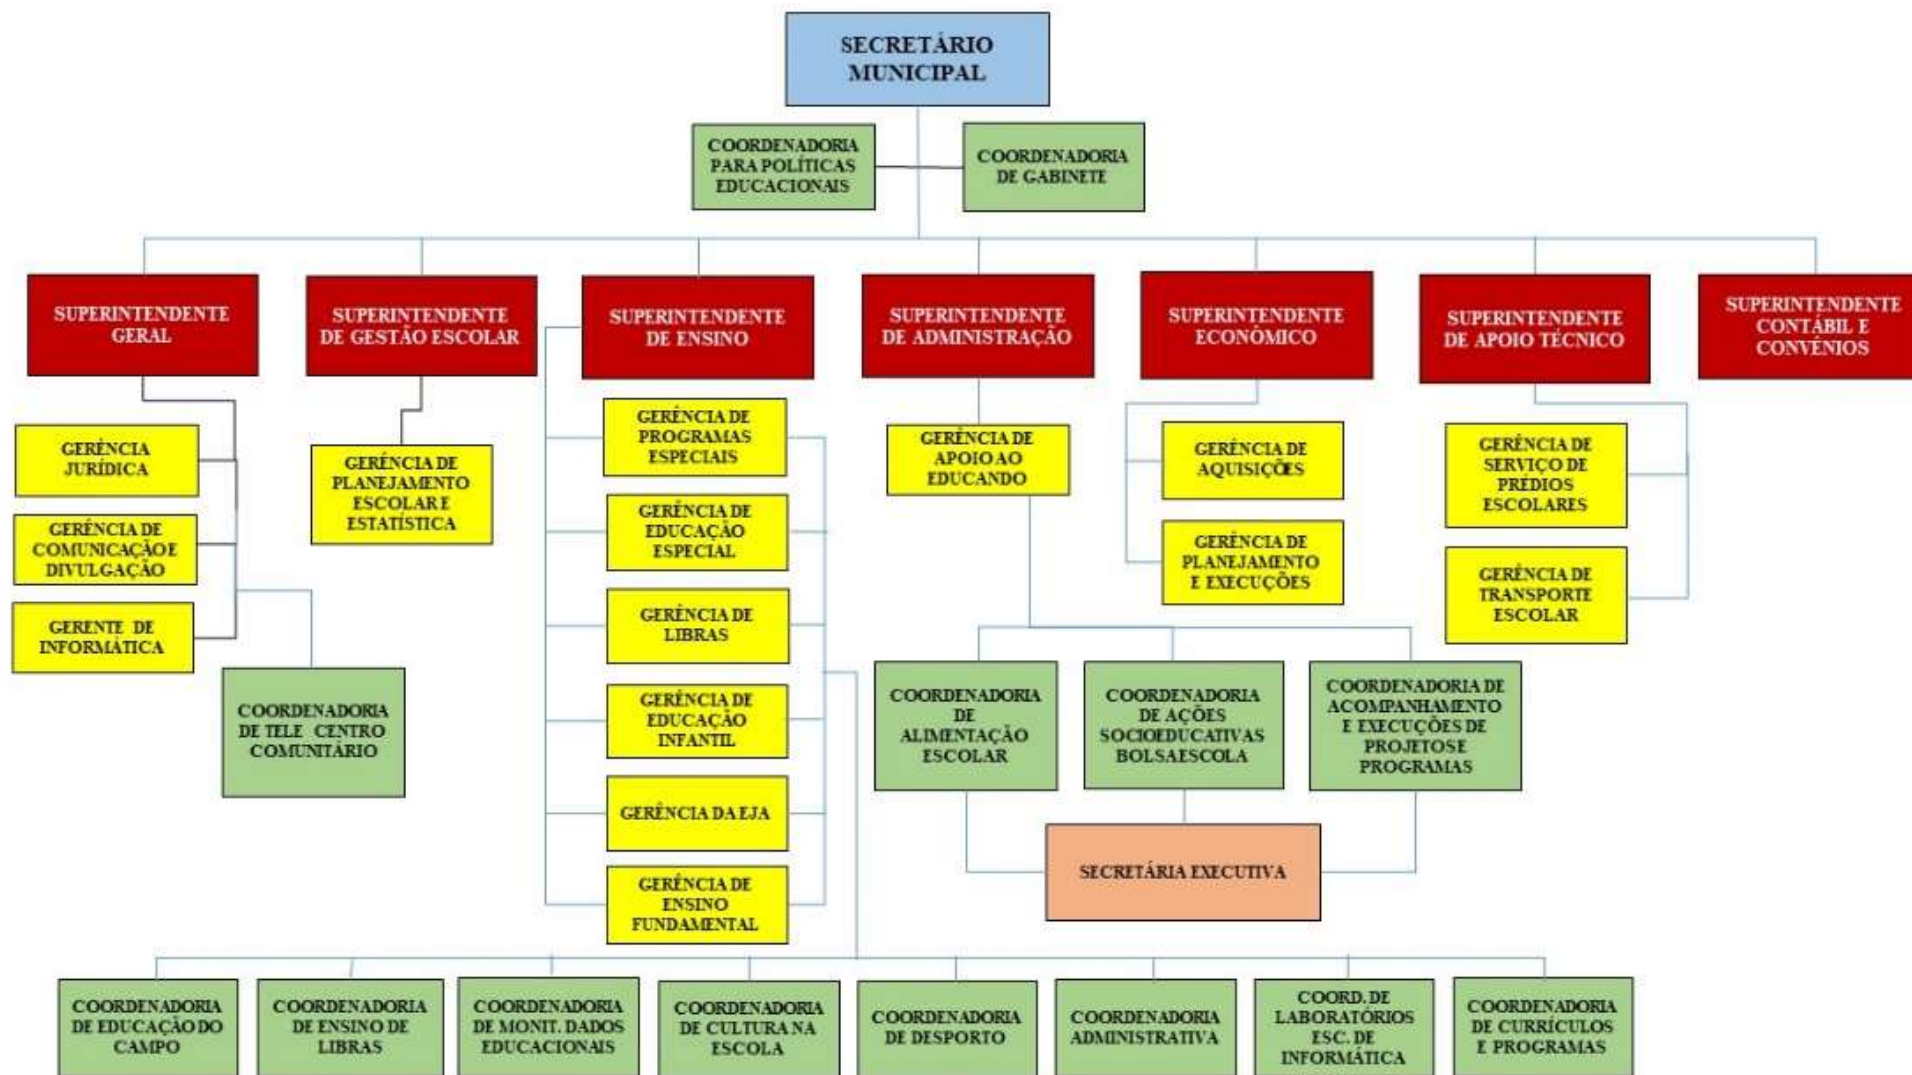 SECRETÁRIO
MUNICIPAL
COORDENADORIA
PARA POLÍTICAS
EDUCACIONAIS
COORDENADORIA
DE GABINETE
SUPERINTENDENTE
GERAL
SUPERINTENDENTE
DE GESTÃO ESCOLAR
SUPERINTENDENTE
DE ENSINO
SUPERINTENDENTE
DE ADMINISTRAÇÃO
SUPERINTENDENTE
ECONÔMICO
SUPERINTENDENTE
DE APOIO TÉCNICO
SUPERINTENDENTE
CONTÁBIL E
CONVÊNIOS
GERÊNCIA
JURÍDICA
GERÊNCIA DE
COMUNICAÇÃO E
DIVULGAÇÃO
GERENTE DE
INFORMÁTICA
COORDENADORIA
DE TELE CENTRO
COMUNITÁRIO
GERÊNCIA DE
PLANEJAMENTO
ESCOLAR E
ESTATÍSTICA
GERÊNCIA DE
PROGRAMAS
ESPECIAIS
GERÊNCIA DE
EDUCAÇÃO
ESPECIAL
GERÊNCIA DE
LIBRAS
GERÊNCIA DE
EDUCAÇÃO
INFANTIL
GERÊNCIA DA EJA
GERÊNCIA DE
ENSINO
FUNDAMENTAL
GERÊNCIA DE
APOIO AO
EDUCANDO
GERÊNCIA DE
AQUISIÇÕES
GERÊNCIA DE
PLANEJAMENTO
E EXECUÇÕES
GERÊNCIA DE
SERVIÇO DE
PRÉDIOS
ESCOLARES
GERÊNCIA DE
TRANSPORTE
ESCOLAR
COORDENADORIA
DE
ALIMENTAÇÃO
ESCOLAR
COORDENADORIA
DE AÇÕES
SOCIOEDUCATIVAS
BOLSA ESCOLA
COORDENADORIA DE
ACOMPANHAMENTO
E EXECUÇÕES DE
PROJETOS E
PROGRAMAS
SECRETÁRIA EXECUTIVA
COORDENADORIA
DE EDUCAÇÃO DO
CAMPO
COORDENADORIA
DE ENSINO DE
LIBRAS
COORDENADORIA
DE MONIT. DADOS
EDUCACIONAIS
COORDENADORIA
DE CULTURA NA
ESCOLA
COORDENADORIA
DE DESPORTO
COORDENADORIA
ADMINISTRATIVA
COORD. DE
LABORATÓRIOS
ESC. DE
INFORMÁTICA
COORDENADORIA
DE CURRÍCULOS
E PROGRAMAS